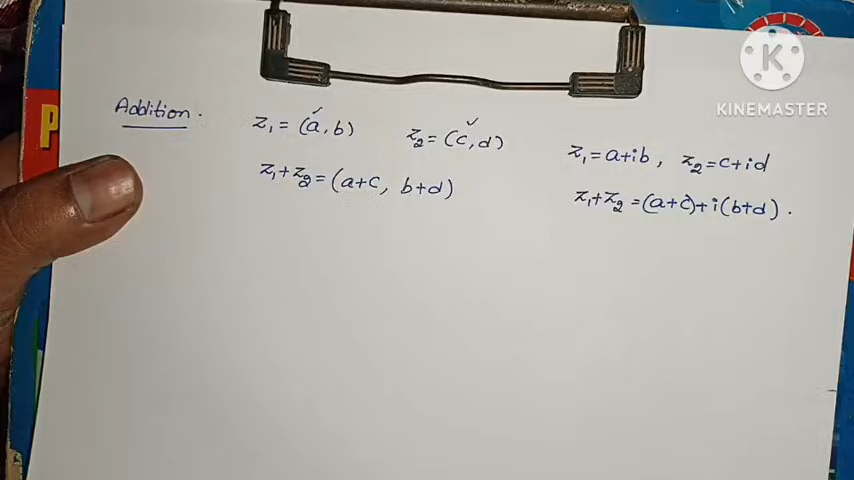 Addition.
z₁ = (a, b)
z₂ = (c, d)
z₁ + z₂ = (a+c, b+d)
z₁ = a+ib, z₂ = c+id
z₁+z₂ = (a+c)+i(b+d).
P
KINEMASTER